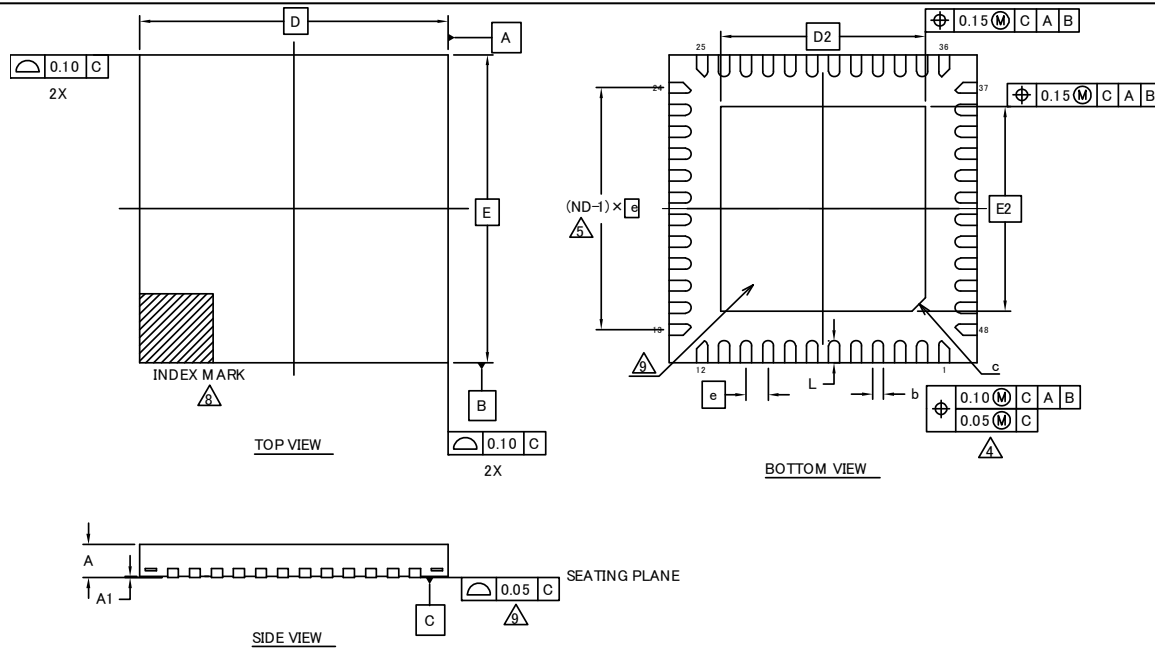 D
A
0.10 C
2X
E
INDEX MARK
8
B
0.10 C
2X
TOP VIEW
D2
0.15 Ⓜ C A B
25
36
24
37
0.15 Ⓜ C A B
(ND-1)× e
5
E2
13
48
9
12
1
e
L
b
c
0.10 Ⓜ C A B
0.05 Ⓜ C
4
BOTTOM VIEW
A
A1
SEATING PLANE
0.05 C
9
C
SIDE VIEW